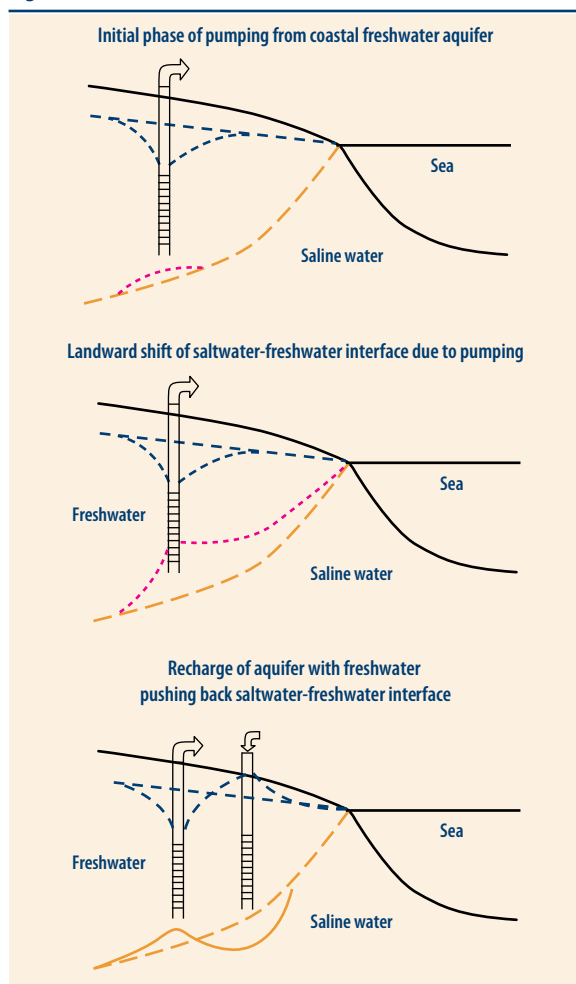 Initial phase of pumping from coastal freshwater aquifer
Sea
Saline water
Landward shift of saltwater-freshwater interface due to pumping
Freshwater
Sea
Saline water
Recharge of aquifer with freshwater
pushing back saltwater-freshwater interface
Freshwater
Sea
Saline water